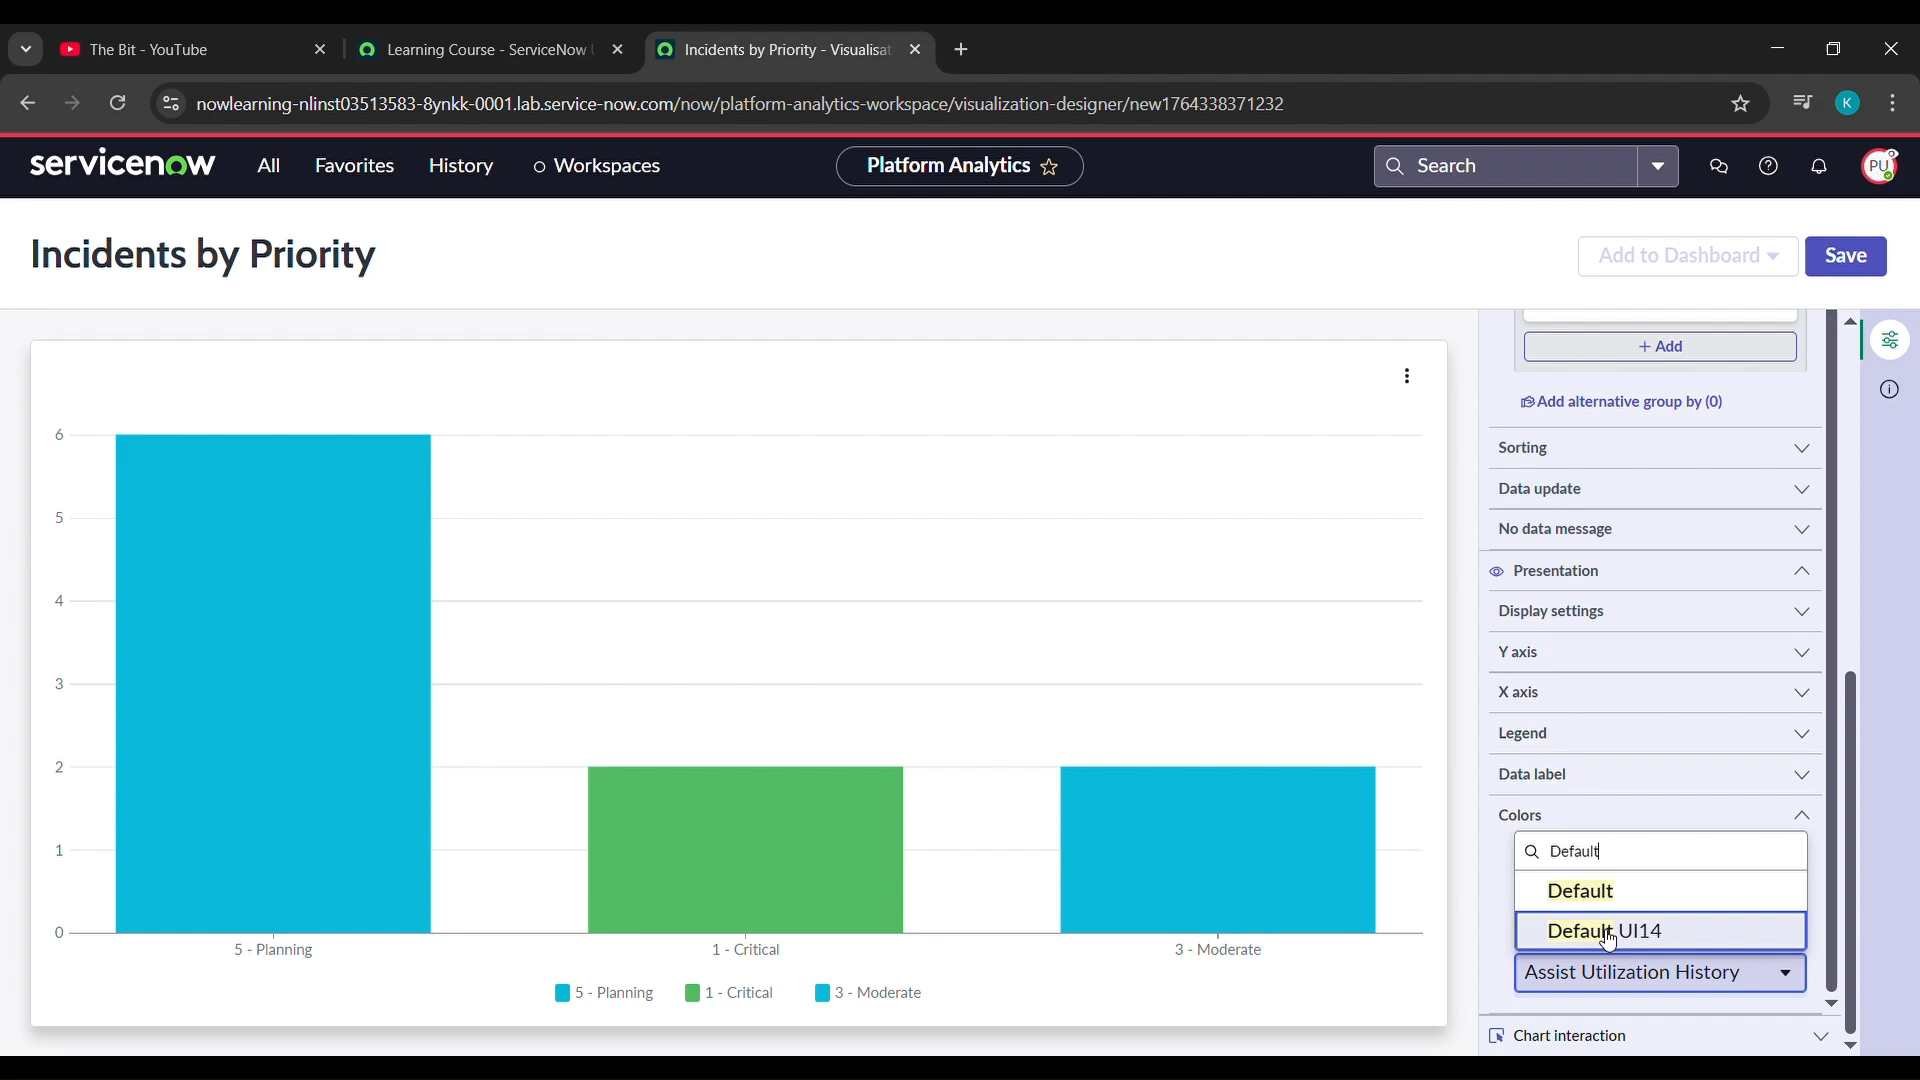 The Bit - YouTube
Learning Course - ServiceNow U
Incidents by Priority - Visualisat
nowlearning-nlinst03513583-8ynkk-0001.lab.service-now.com/now/platform-analytics-workspace/visualization-designer/new1764338371232
K
servicenow
All
Favorites
History
Workspaces
Platform Analytics
Search
PU
Incidents by Priority
Add to Dashboard
Save
+ Add
Add alternative group by (0)
Sorting
Data update
No data message
Presentation
Display settings
Y axis
X axis
Legend
Data label
Colors
Default
Default
Default UI14
Assist Utilization History
Chart interaction
6
5
4
3
2
1
0
5 - Planning
1 - Critical
3 - Moderate
5 - Planning
1 - Critical
3 - Moderate